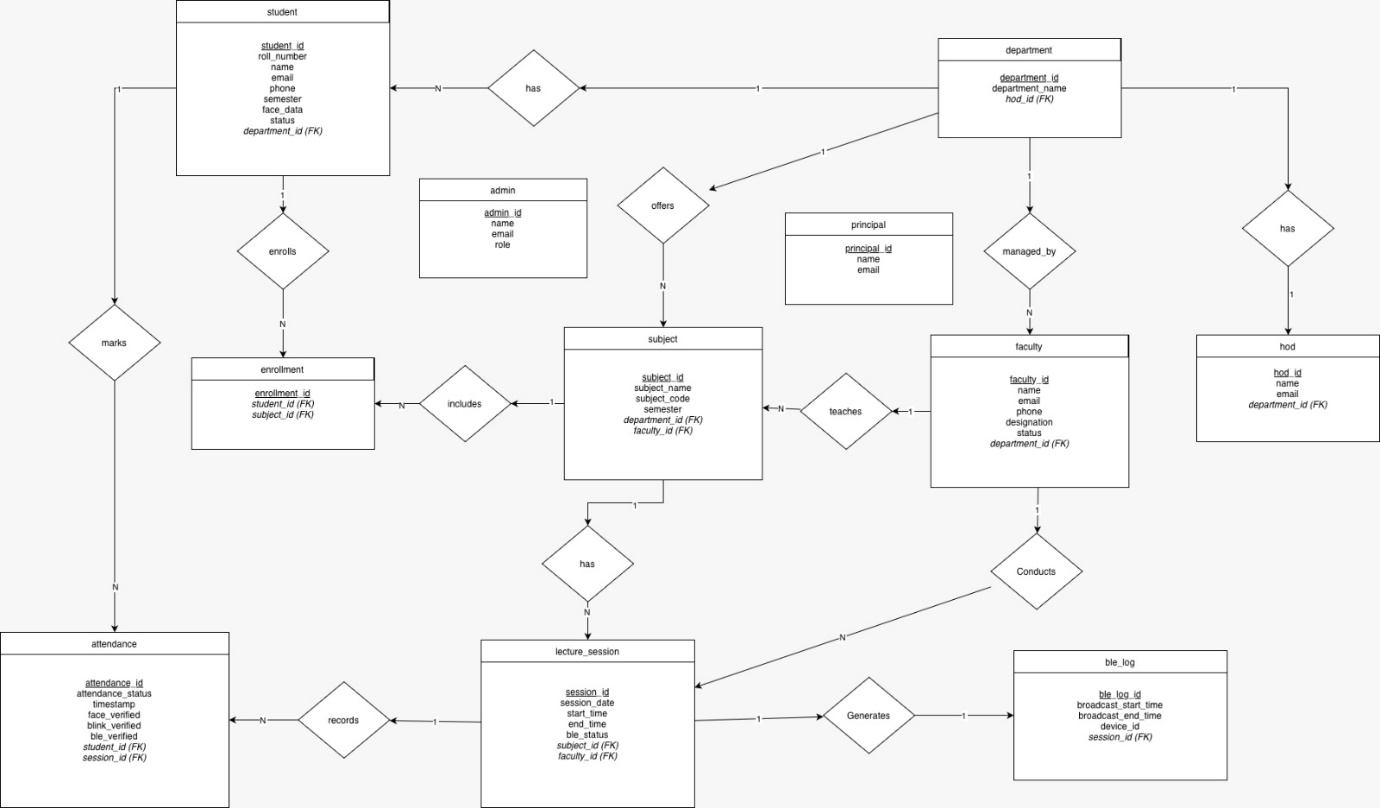 student
student_id
roll_number
name
email
phone
semester
face_data
status
department_id (FK)
N
has
1
department
department_id
department_name
hod_id (FK)
1
1
1
1
1
admin
admin_id
name
email
role
offers
principal
principal_id
name
email
managed_by
has
enrolls
N
N
N
1
marks
enrollment
enrollment_id
student_id (FK)
subject_id (FK)
N
includes
1
subject
subject_id
subject_name
subject_code
semester
department_id (FK)
faculty_id (FK)
N
teaches
1
faculty
faculty_id
name
email
phone
designation
status
department_id (FK)
hod
hod_id
name
email
department_id (FK)
1
1
has
Conducts
N
N
N
attendance
attendance_id
attendance_status
timestamp
face_verified
blink_verified
ble_verified
student_id (FK)
session_id (FK)
N
records
1
lecture_session
session_id
session_date
start_time
end_time
ble_status
subject_id (FK)
faculty_id (FK)
1
Generates
1
ble_log
ble_log_id
broadcast_start_time
broadcast_end_time
device_id
session_id (FK)